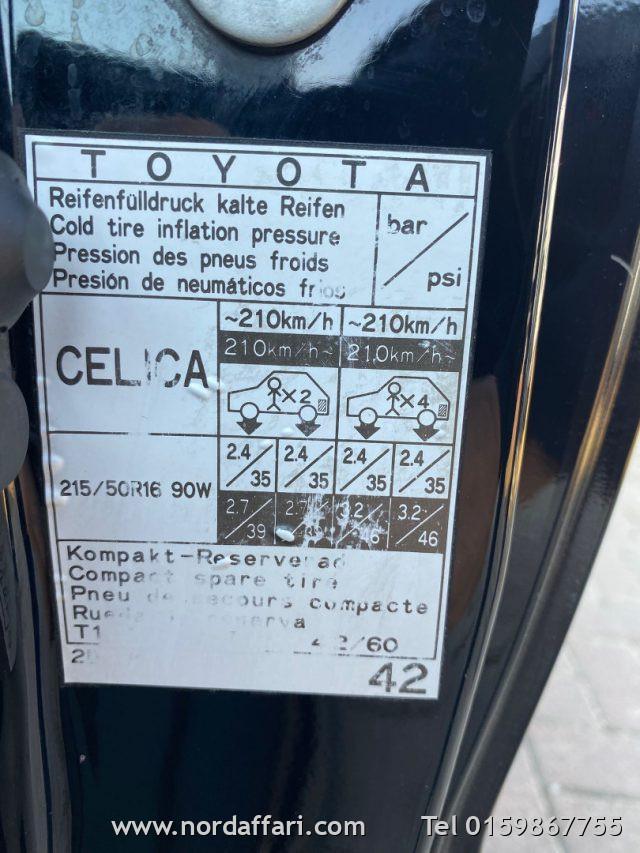 TOYOTA
Reifenfülldruck kalte Reifen
Cold tire inflation pressure
Pression des pneus froids
Presión de neumáticos frios
bar/psi
~210km/h ~210km/h
210km/h~ 210km/h~
CELICA
×2 ×4
215/50R16 90W
2.4/35 2.4/35 2.4/35 2.4/35
2.7/39 3.2/46 3.2/46
Kompakt-Reserverad
Compact spare tire
Pneu de secours compacte
T1 4.2/60
42
www.nordaffari.com Tel 0159867755